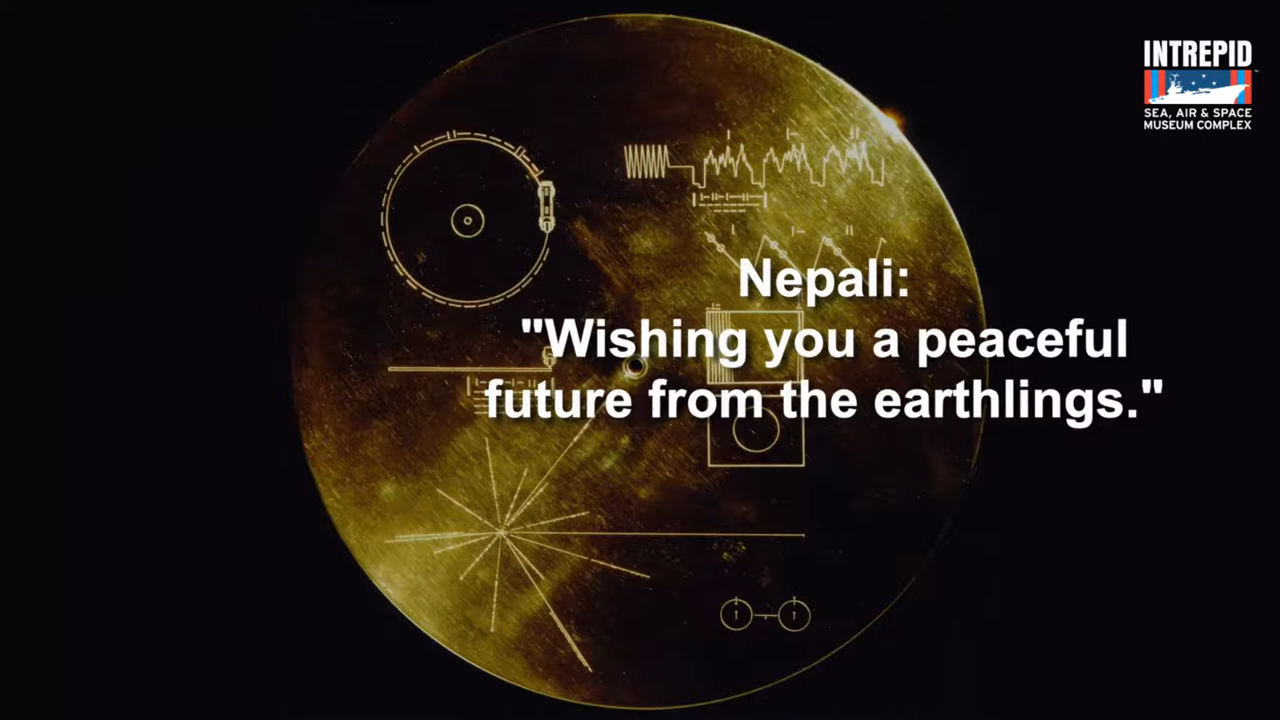 INTREPID
SEA, AIR & SPACE
MUSEUM COMPLEX
Nepali:
"Wishing you a peaceful
future from the earthlings."